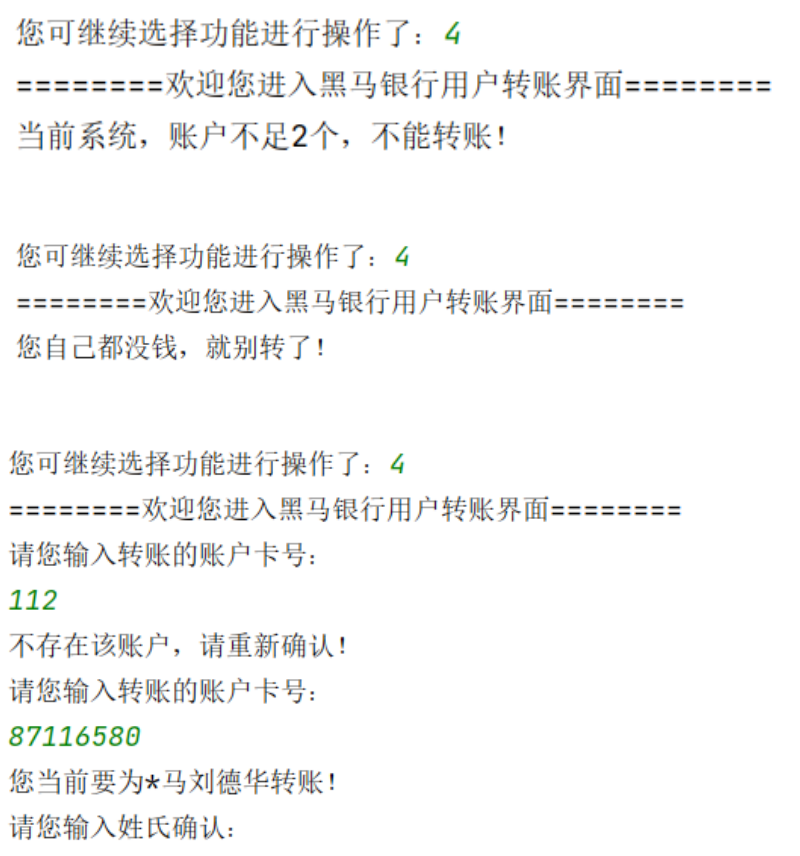 您可继续选择功能进行操作了：4
========欢迎您进入黑马银行用户转账界面========
当前系统，账户不足2个，不能转账！
您可继续选择功能进行操作了：4
========欢迎您进入黑马银行用户转账界面========
您自己都没钱，就别转了！
您可继续选择功能进行操作了：4
========欢迎您进入黑马银行用户转账界面========
请您输入转账的账户卡号：
112
不存在该账户，请重新确认！
请您输入转账的账户卡号：
87116580
您当前要为*马刘德华转账！
请您输入姓氏确认：